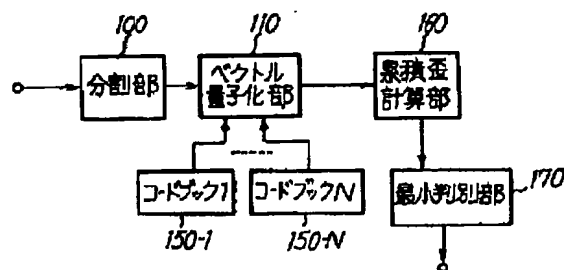 100
分割部
110
ベクトル
量子化部
160
累積歪
計算部
コードブック1
150-1
コードブックN
150-N
最小判別部
170